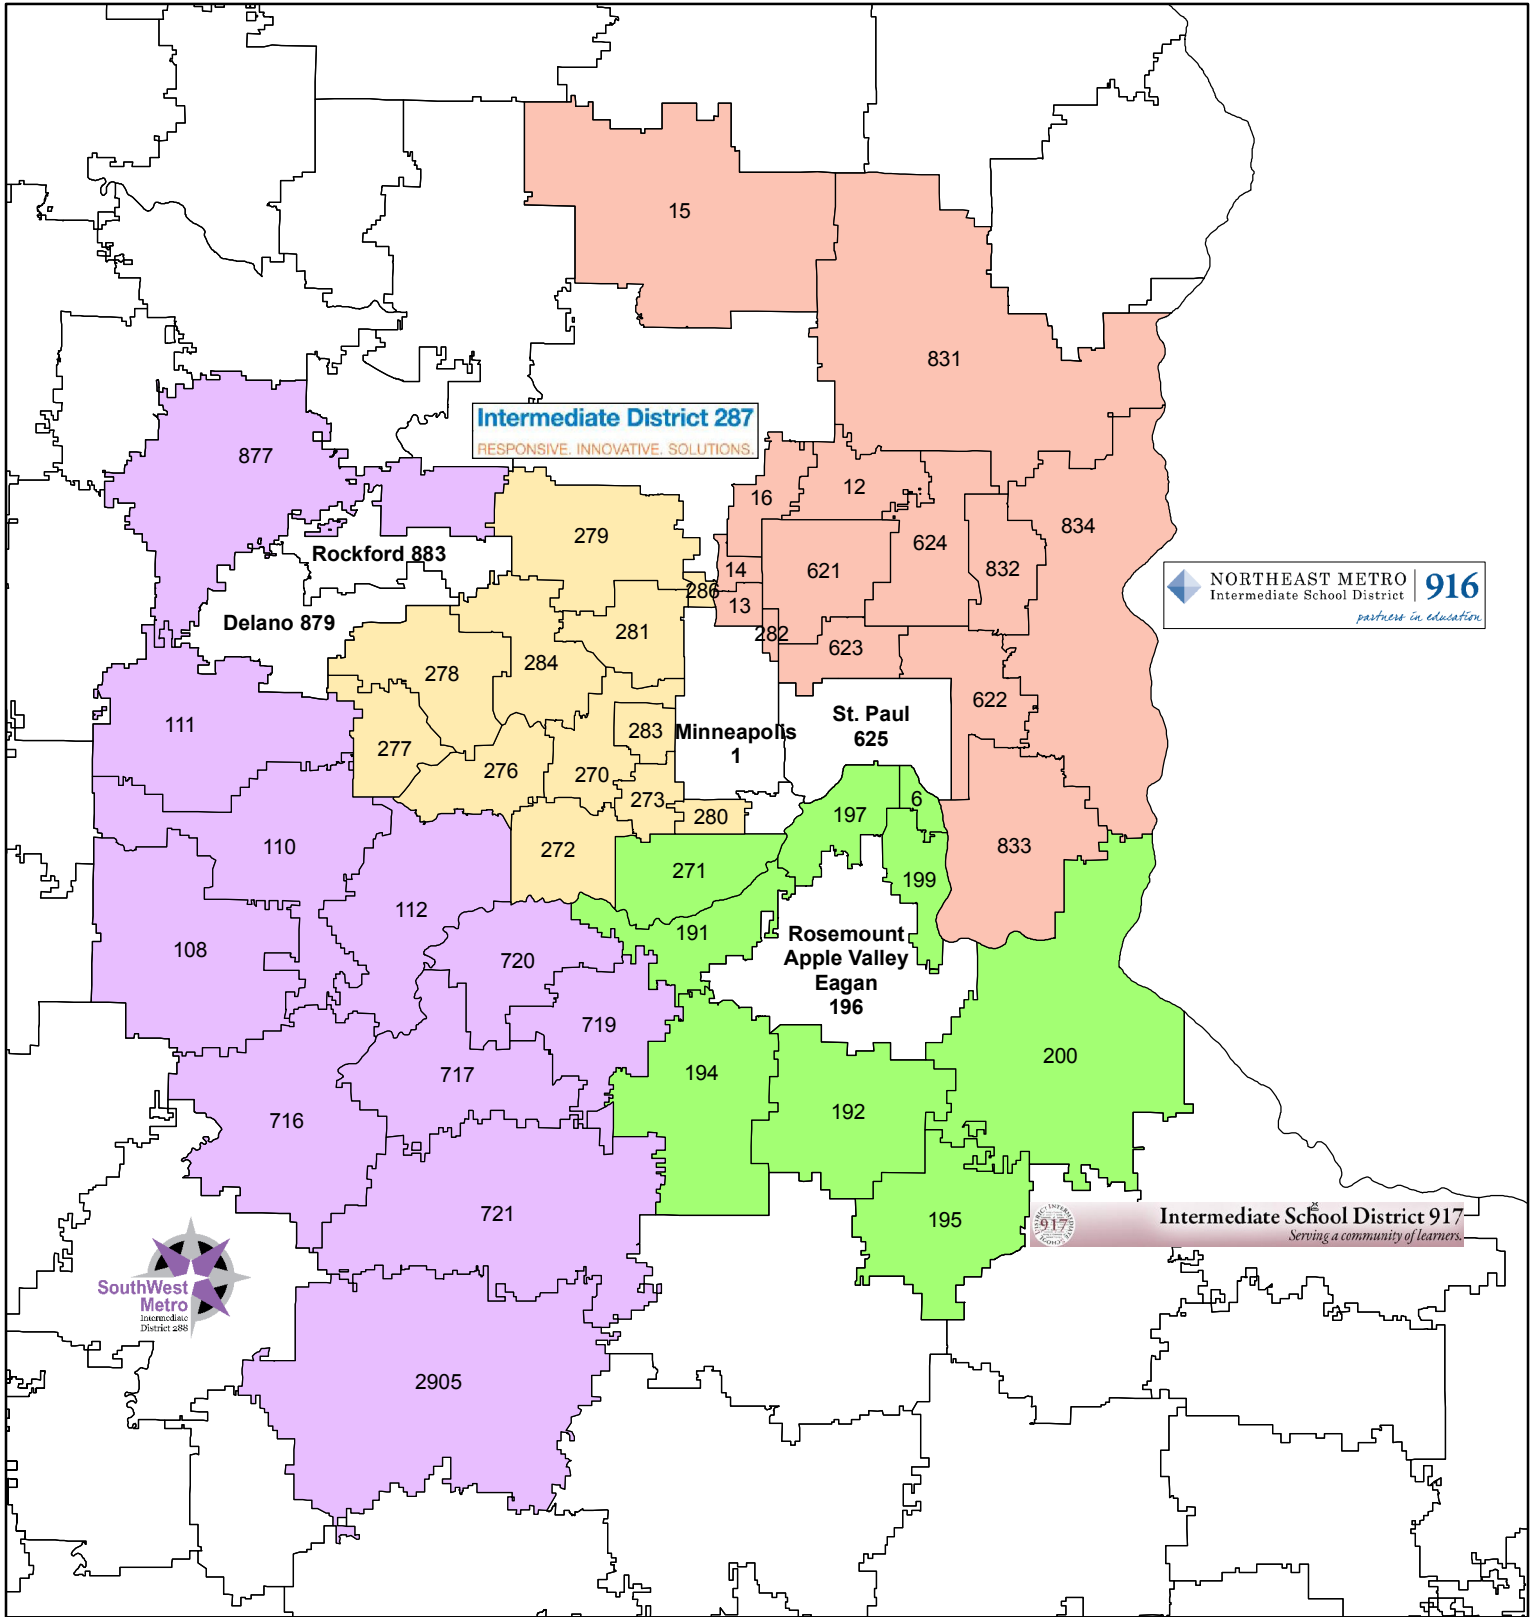 15
831
Intermediate District 287
RESPONSIVE. INNOVATIVE. SOLUTIONS.
877
16
12
834
279
624
Rockford 883
14
621
832
NORTHEAST METRO
Intermediate School District
916
partners in education
286
13
Delano 879
281
282
623
284
278
622
111
283
Minneapolis
1
St. Paul
625
277
276
270
273
6
280
197
110
272
833
271
199
112
191
108
720
Rosemount
Apple Valley
Eagan
196
719
200
717
194
192
716
721
195
INTERMEDIATE
917
Intermediate School District 917
Serving a community of learners.
SouthWest
Metro
Intermediate
District 288
2905